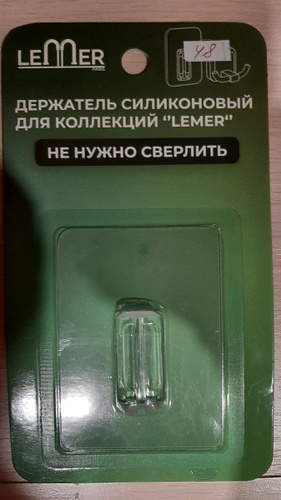 LEMER
48
ДЕРЖАТЕЛЬ СИЛИКОНОВЫЙ
ДЛЯ КОЛЛЕКЦИЙ “LEMER“
НЕ НУЖНО СВЕРЛИТЬ